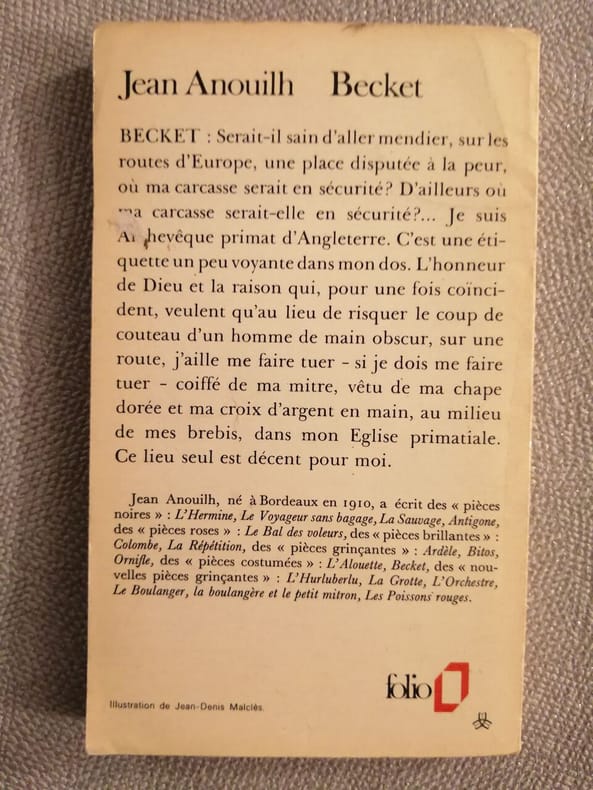 Jean Anouilh Becket
BECKET : Serait-il sain d'aller mendier, sur les
routes d'Europe, une place disputée à la peur,
où ma carcasse serait en sécurité? D'ailleurs où
ma carcasse serait-elle en sécurité?... Je suis
Archevêque primat d'Angleterre. C'est une éti-
quette un peu voyante dans mon dos. L'honneur
de Dieu et la raison qui, pour une fois coïnci-
dent, veulent qu'au lieu de risquer le coup de
couteau d'un homme de main obscur, sur une
route, j'aille me faire tuer – si je dois me faire
tuer – coiffé de ma mitre, vêtu de ma chape
dorée et ma croix d'argent en main, au milieu
de mes brebis, dans mon Eglise primatiale.
Ce lieu seul est décent pour moi.
Jean Anouilh, né à Bordeaux en 1910, a écrit des « pièces
noires » : L'Hermine, Le Voyageur sans bagage, La Sauvage, Antigone,
des « pièces roses » : Le Bal des voleurs, des « pièces brillantes » :
Colombe, La Répétition, des « pièces grinçantes » : Ardèle, Bitos,
Ornifle, des « pièces costumées » : L'Alouette, Becket, des « nou-
velles pièces grinçantes » : L'Hurluberlu, La Grotte, L'Orchestre,
Le Boulanger, la boulangère et le petit mitron, Les Poissons rouges.
folio
Illustration de Jean-Denis Malclès.